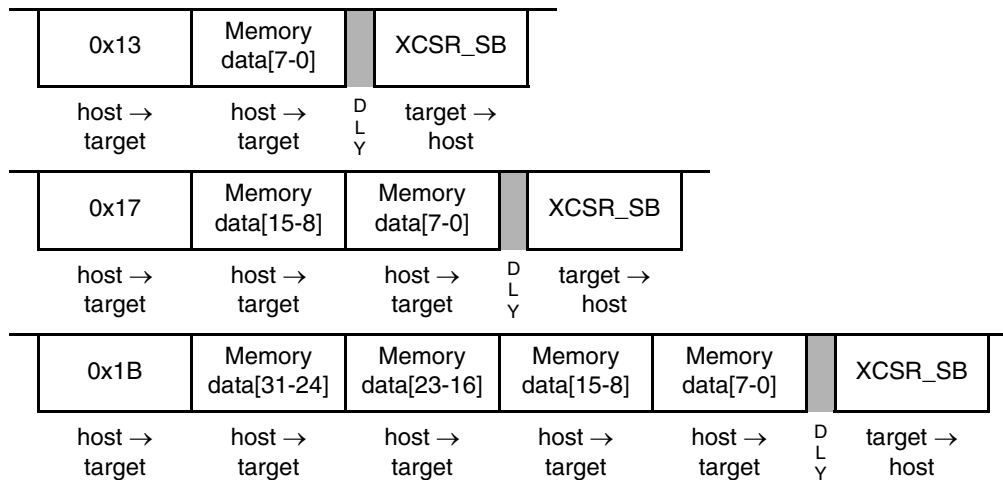 0x13 Memory data[7-0] XCSR_SB
host → target host → target D L Y target → host
0x17 Memory data[15-8] Memory data[7-0] XCSR_SB
host → target host → target host → target D L Y target → host
0x1B Memory data[31-24] Memory data[23-16] Memory data[15-8] Memory data[7-0] XCSR_SB
host → target host → target host → target host → target host → target D L Y target → host